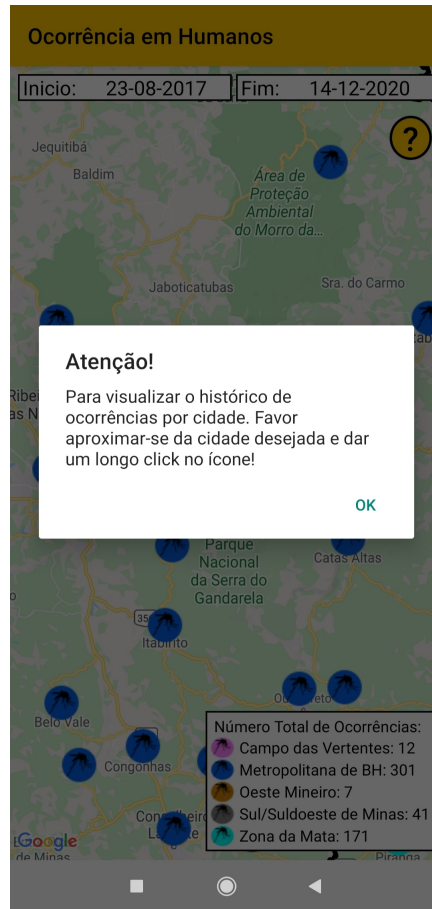 Ocorrência em Humanos
Inicio: 23-08-2017 Fim: 14-12-2020
?
Jequitibá
Baldim
Área de
Proteção
Ambiental
do Morro da...
Jaboticatubas
Sra. do Carmo
Atenção!
Para visualizar o histórico de
ocorrências por cidade. Favor
aproximar-se da cidade desejada e dar
um longo click no ícone!
OK
Parque
Nacional
da Serra do
Gandarela
Catas Altas
Itabirito
Belo Vale
Congonhas
Número Total de Ocorrências:
Campo das Vertentes: 12
Metropolitana de BH: 301
Oeste Mineiro: 7
Sul/Suldoeste de Minas: 41
Zona da Mata: 171
Google
de Minas
Piranga